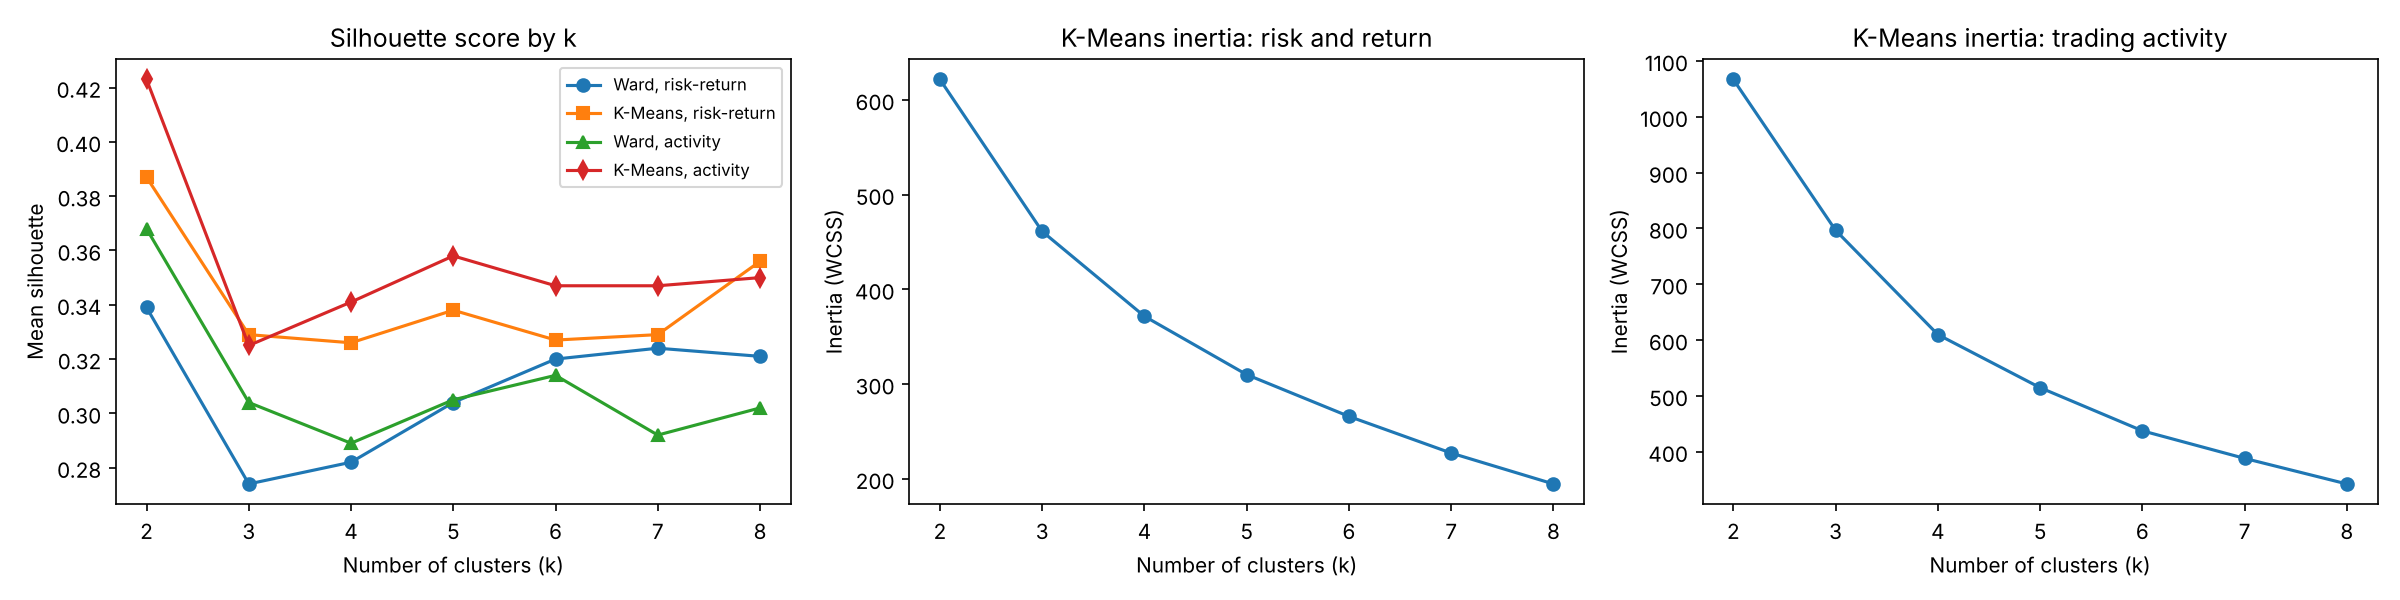 Silhouette score by k
Mean silhouette
0.42
0.40
0.38
0.36
0.34
0.32
0.30
0.28
Ward, risk-return
K-Means, risk-return
Ward, activity
K-Means, activity
2 3 4 5 6 7 8
Number of clusters (k)
K-Means inertia: risk and return
Inertia (WCSS)
600
500
400
300
200
2 3 4 5 6 7 8
Number of clusters (k)
K-Means inertia: trading activity
Inertia (WCSS)
1100
1000
900
800
700
600
500
400
2 3 4 5 6 7 8
Number of clusters (k)